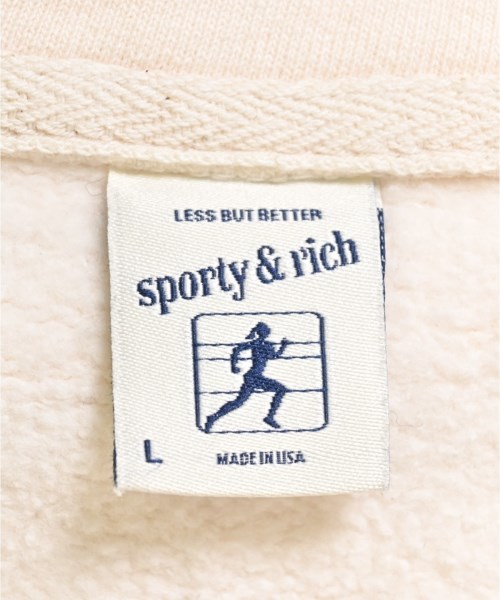 LESS BUT BETTER
sporty & rich
L
MADE IN USA